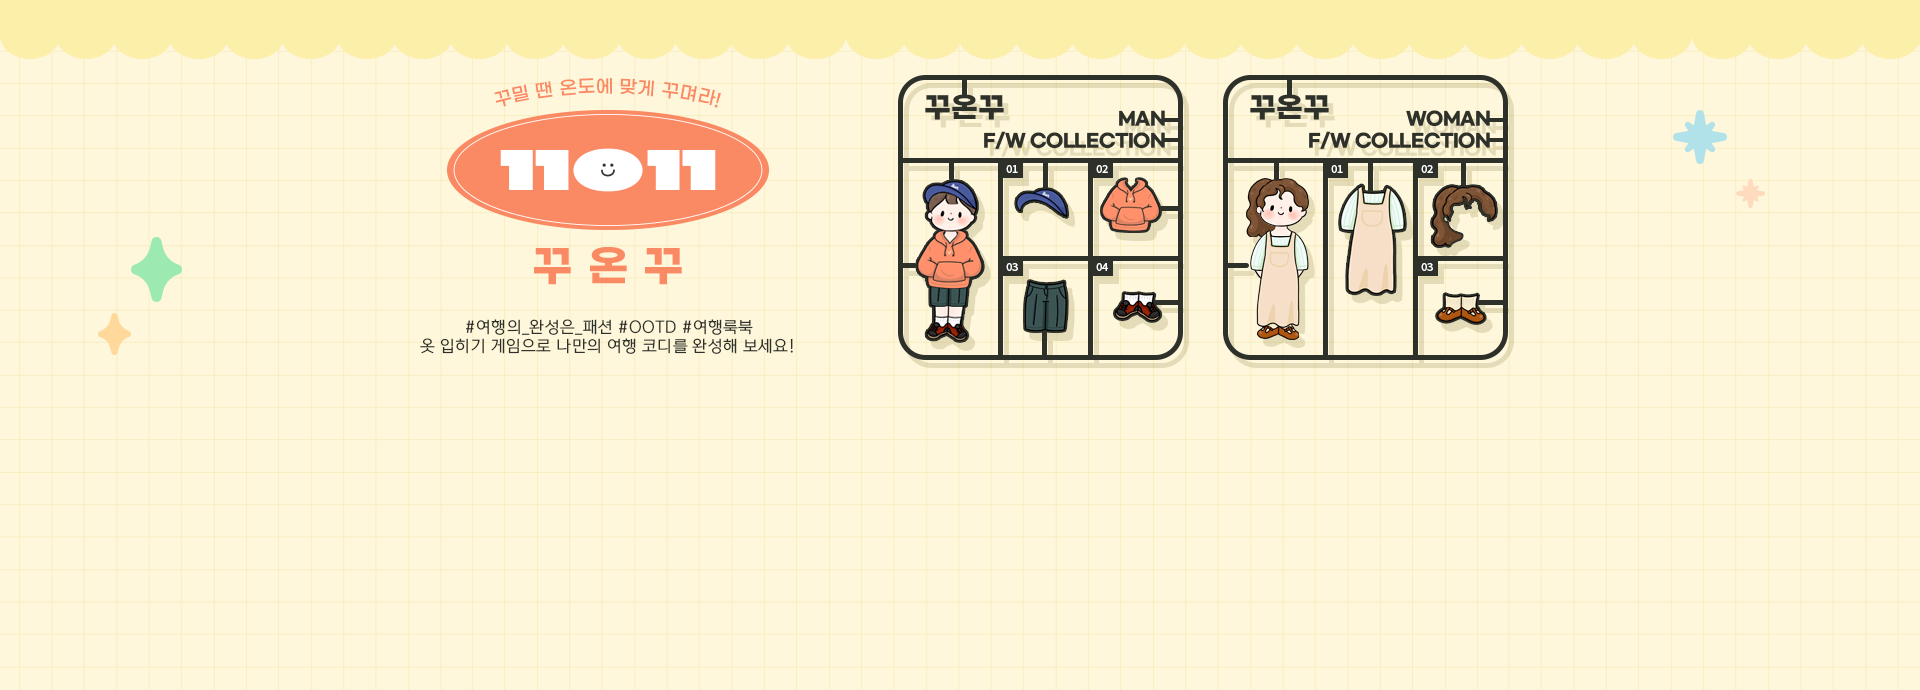 꾸밀 땐 온도에 맞게 꾸며라!
ㄲㅇㄲ
꾸온꾸
#여행의_완성은_패션 #OOTD #여행룩북
옷 입히기 게임으로 나만의 여행 코디를 완성해 보세요!
꾸온꾸
MAN
F/W COLLECTION
01
02
03
04
꾸온꾸
WOMAN
F/W COLLECTION
01
02
03